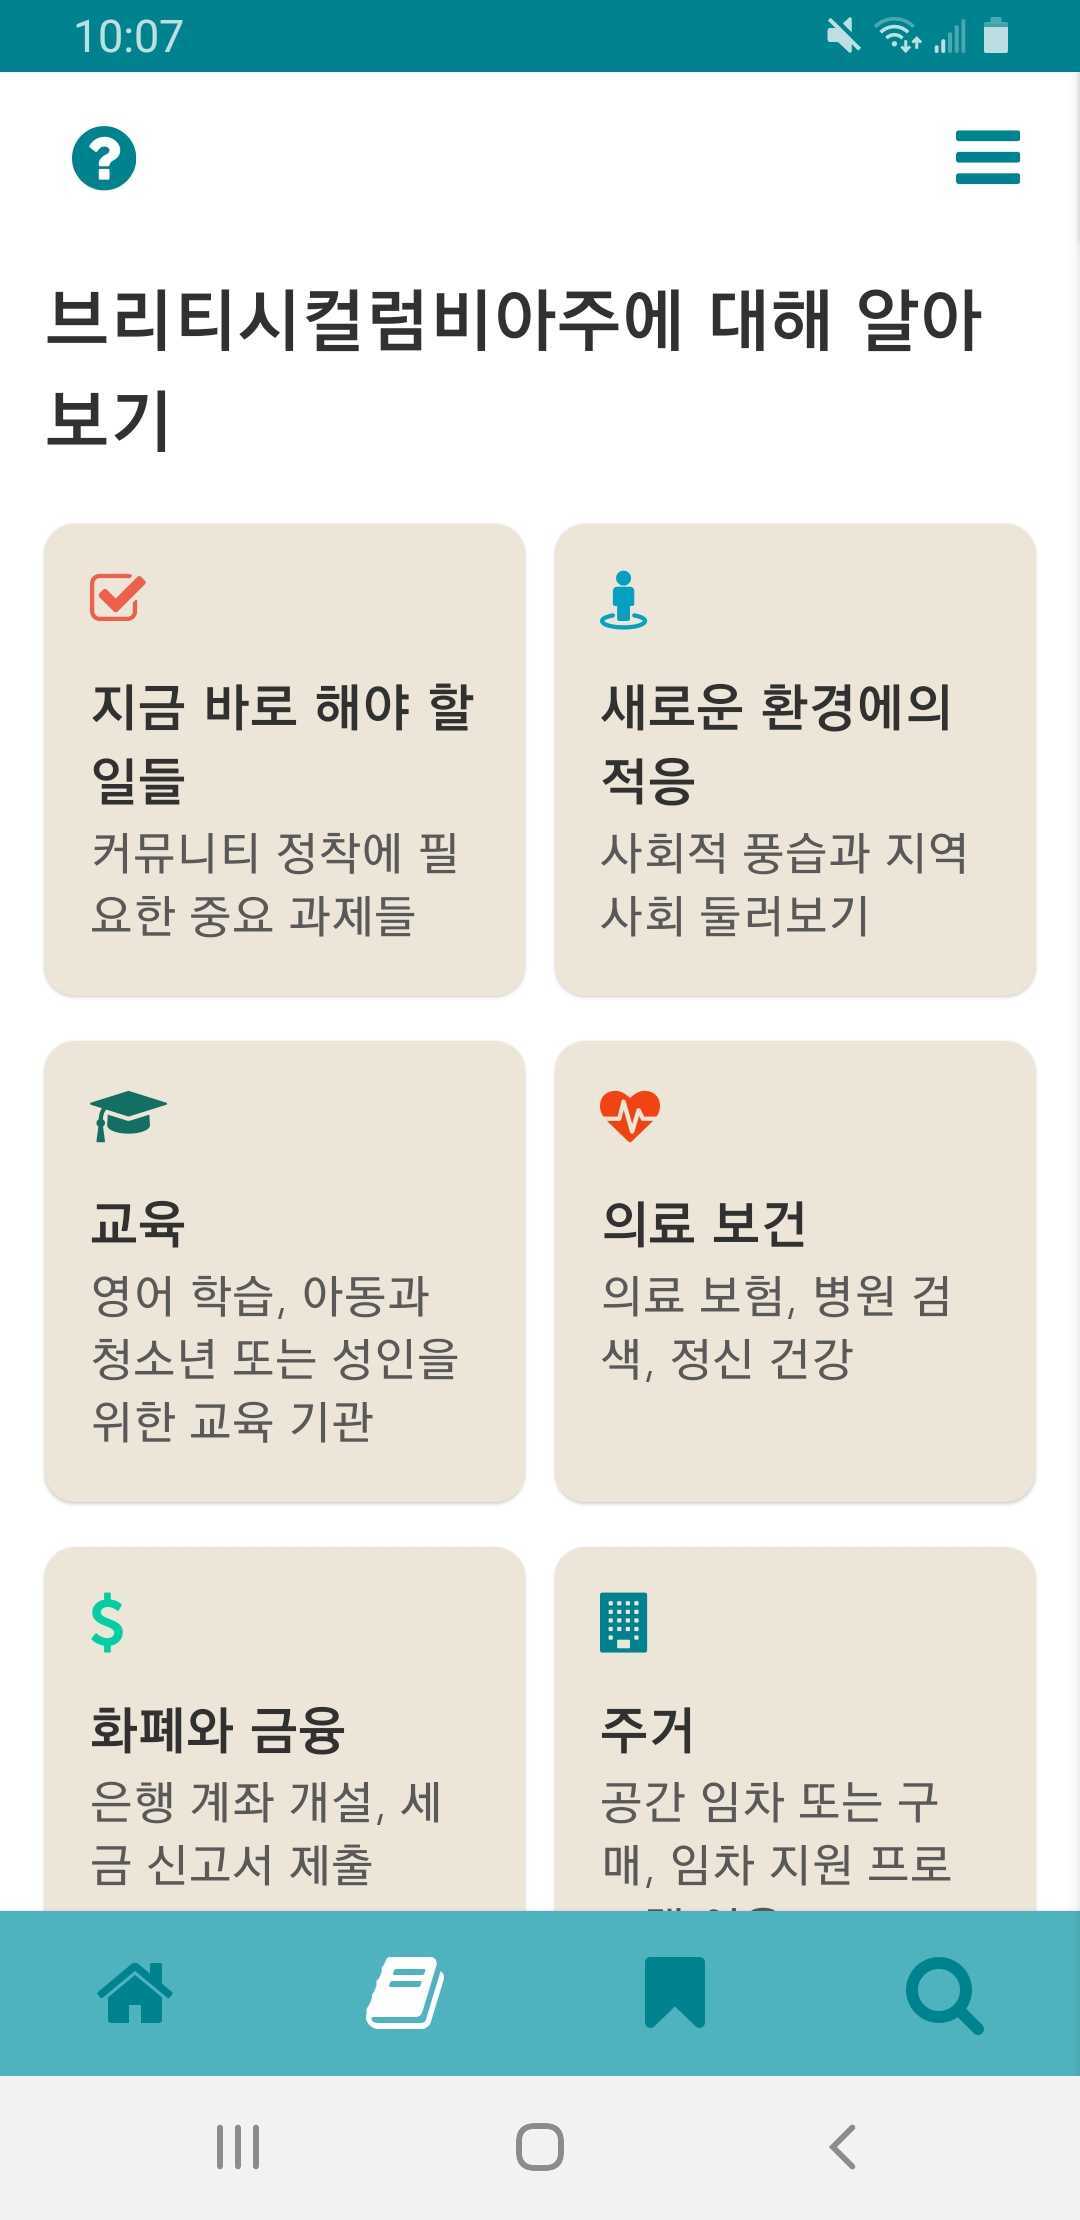 10:07
브리티시컬럼비아주에 대해 알아
보기
지금 바로 해야 할
일들
커뮤니티 정착에 필
요한 중요 과제들
새로운 환경에의
적응
사회적 풍습과 지역
사회 둘러보기
교육
영어 학습, 아동과
청소년 또는 성인을
위한 교육 기관
의료 보건
의료 보험, 병원 검
색, 정신 건강
화폐와 금융
은행 계좌 개설, 세
금 신고서 제출
주거
공간 임차 또는 구
매, 임차 지원 프로